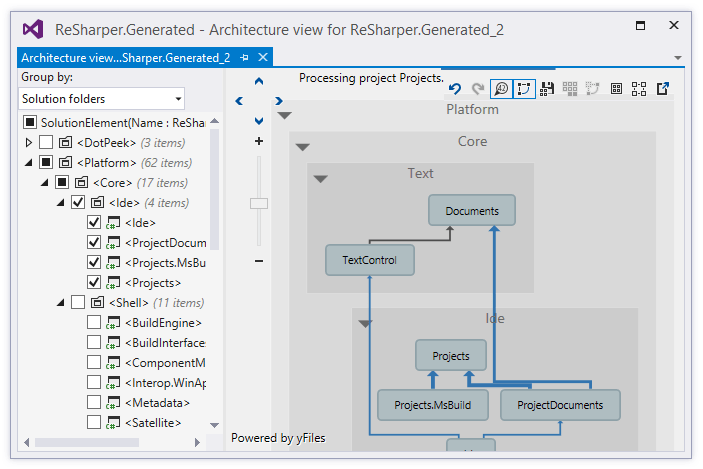 ReSharper.Generated - Architecture view for ReSharper.Generated_2
Architecture view...Sharper.Generated_2
Group by:
Solution folders
SolutionElement(Name : ReShar
<DotPeek> (3 items)
<Platform> (62 items)
<Core> (17 items)
<Ide> (4 items)
<Ide>
<ProjectDocum
<Projects.MsBui
<Projects>
<Shell> (11 items)
<BuildEngine>
<BuildInterfaces
<ComponentM
<Interop.WinAp
<Metadata>
<Satellite>
Processing project Projects.
Platform
Core
Text
Documents
TextControl
Ide
Projects
Projects.MsBuild
ProjectDocuments
Powered by yFiles